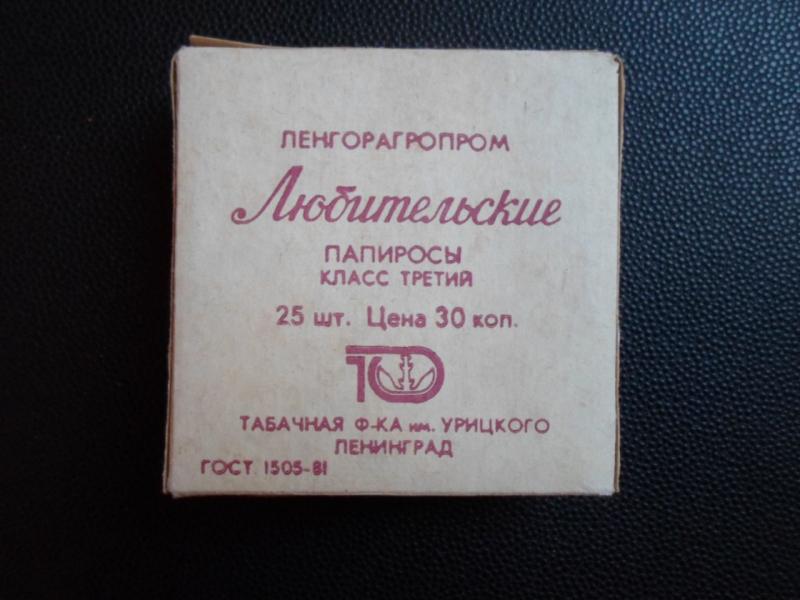 ЛЕНГОРАГРОПРОМ
Любительские
ПАПИРОСЫ
КЛАСС ТРЕТИЙ
25 шт. Цена 30 коп.
ТАБАЧНАЯ Ф-КА им. УРИЦКОГО
ЛЕНИНГРАД
ГОСТ 1505-81